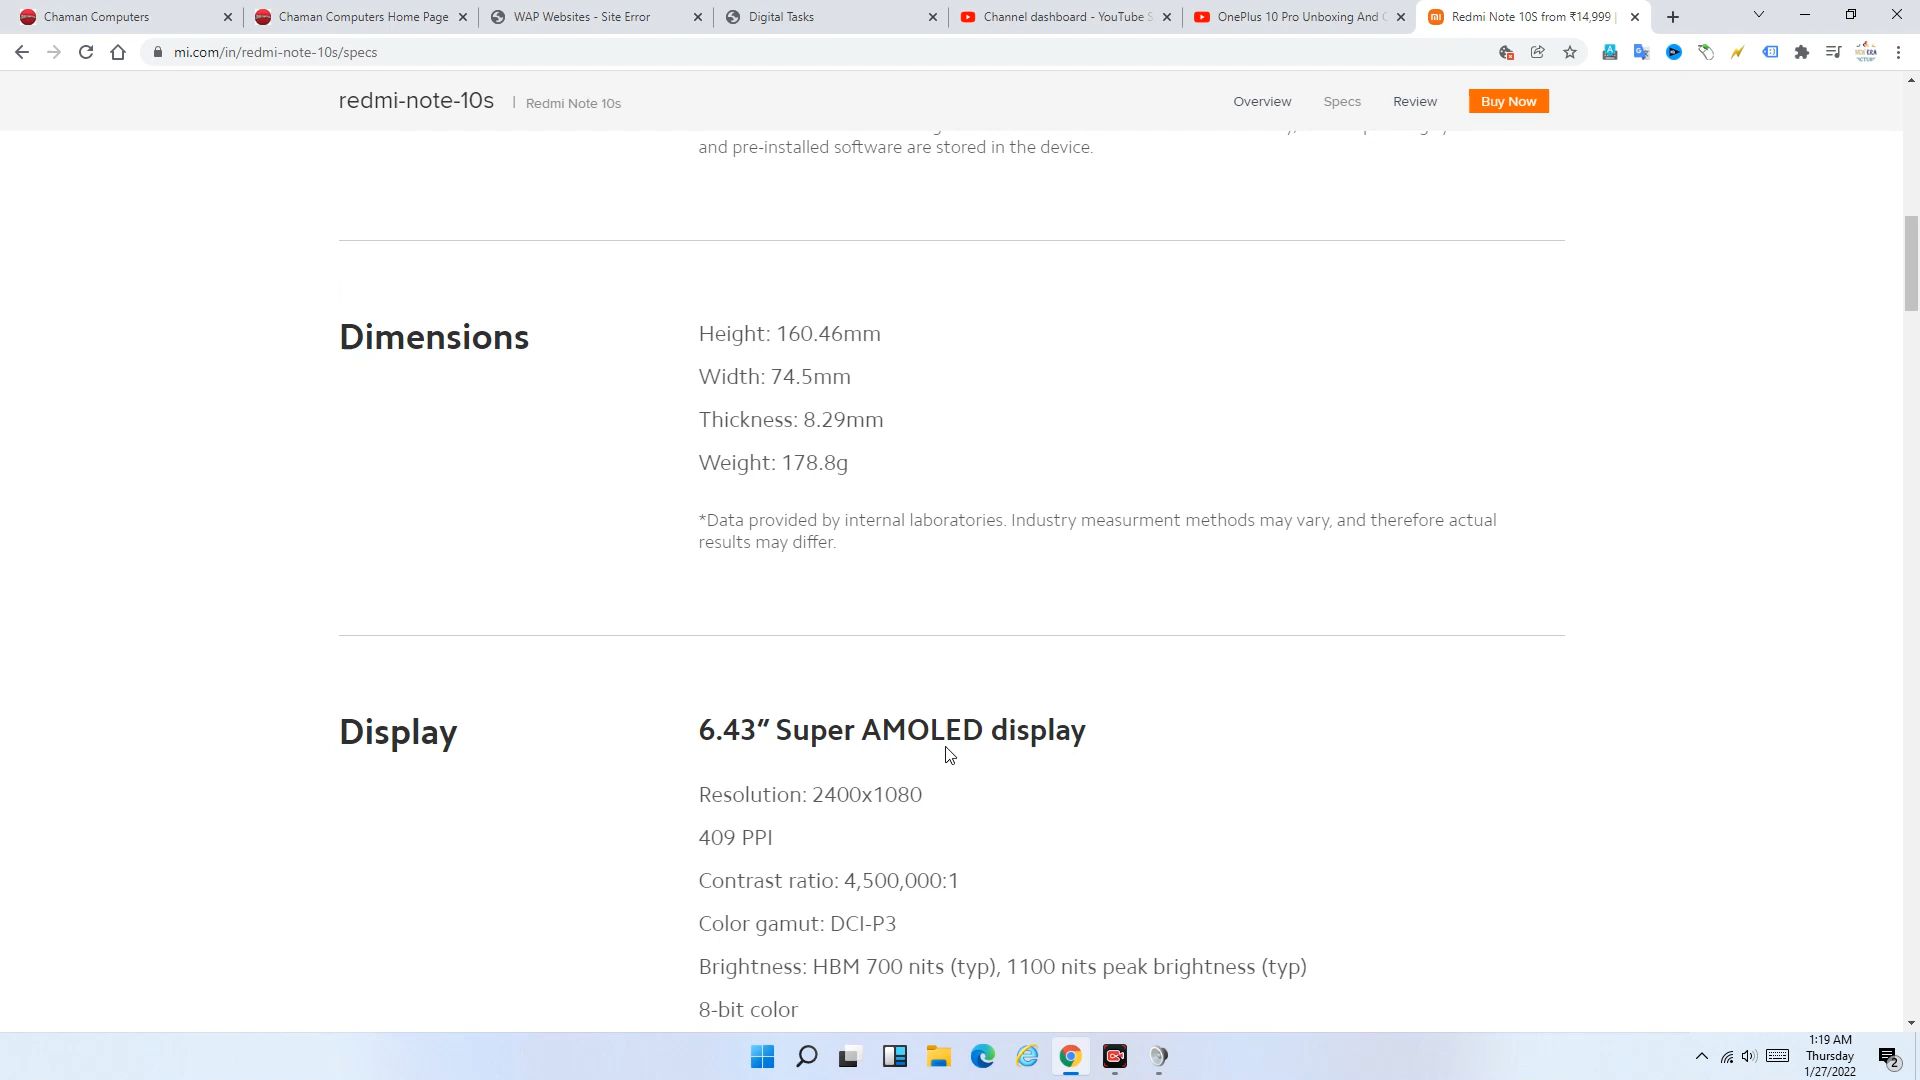 Chaman Computers
Chaman Computers Home Page
WAP Websites - Site Error
Digital Tasks
Channel dashboard - YouTube S
OnePlus 10 Pro Unboxing And
Redmi Note 10S from ₹14,999 |
mi.com/in/redmi-note-10s/specs
redmi-note-10s | Redmi Note 10s
Overview
Specs
Review
Buy Now
and pre-installed software are stored in the device.
Dimensions
Height: 160.46mm
Width: 74.5mm
Thickness: 8.29mm
Weight: 178.8g
*Data provided by internal laboratories. Industry measurment methods may vary, and therefore actual
results may differ.
Display
6.43″ Super AMOLED display
Resolution: 2400x1080
409 PPI
Contrast ratio: 4,500,000:1
Color gamut: DCI-P3
Brightness: HBM 700 nits (typ), 1100 nits peak brightness (typ)
8-bit color
1:19 AM
Thursday
1/27/2022
2